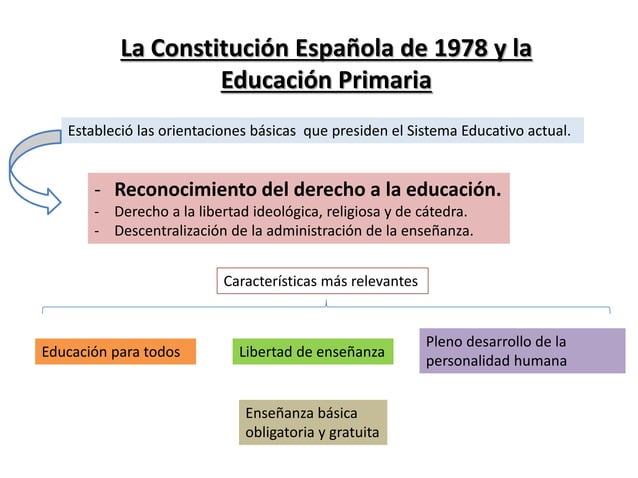 La Constitución Española de 1978 y la
Educación Primaria
Estableció las orientaciones básicas que presiden el Sistema Educativo actual.
- Reconocimiento del derecho a la educación.
- Derecho a la libertad ideológica, religiosa y de cátedra.
- Descentralización de la administración de la enseñanza.
Características más relevantes
Educación para todos
Libertad de enseñanza
Pleno desarrollo de la
personalidad humana
Enseñanza básica
obligatoria y gratuita